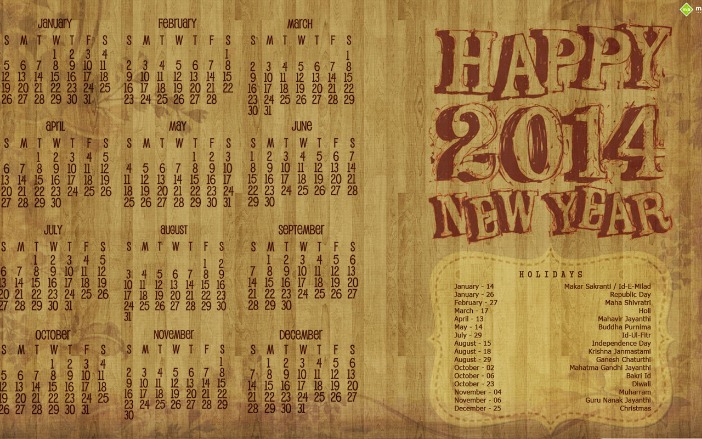 January February March
S M T W T F S S M T W T F S S M T W T F S
1 2 3 4 1 1
5 6 7 8 9 10 11 2 3 4 5 6 7 8 2 3 4 5 6 7 8
12 13 14 15 16 17 18 9 10 11 12 13 14 15 9 10 11 12 13 14 15
19 20 21 22 23 24 25 16 17 18 19 20 21 22 16 17 18 19 20 21 22
26 27 28 29 30 31 23 24 25 26 27 28 23 24 25 26 27 28 29
30 31
April May June
S M T W T F S S M T W T F S S M T W T F S
1 2 3 4 5 1 2 3 1 2 3 4 5 6 7
6 7 8 9 10 11 12 4 5 6 7 8 9 10 8 9 10 11 12 13 14
13 14 15 16 17 18 19 11 12 13 14 15 16 17 15 16 17 18 19 20 21
20 21 22 23 24 25 26 18 19 20 21 22 23 24 22 23 24 25 26 27 28
27 28 29 30 25 26 27 28 29 30 31 29 30
July August September
S M T W T F S S M T W T F S S M T W T F S
1 2 3 4 5 1 2 1 2 3 4 5 6
6 7 8 9 10 11 12 3 4 5 6 7 8 9 7 8 9 10 11 12 13
13 14 15 16 17 18 19 10 11 12 13 14 15 16 14 15 16 17 18 19 20
20 21 22 23 24 25 26 17 18 19 20 21 22 23 21 22 23 24 25 26 27
27 28 29 30 31 24 25 26 27 28 29 30 28 29 30
31
October November December
S M T W T F S S M T W T F S S M T W T F S
1 2 3 4 1 1 2 3 4 5 6
5 6 7 8 9 10 11 2 3 4 5 6 7 8 7 8 9 10 11 12 13
12 13 14 15 16 17 18 9 10 11 12 13 14 15 14 15 16 17 18 19 20
19 20 21 22 23 24 25 16 17 18 19 20 21 22 21 22 23 24 25 26 27
26 27 28 29 30 31 23 24 25 26 27 28 29 28 29 30 31
30
HAPPY
2014
NEW YEAR
HOLIDAYS
January - 14 Makar Sakranti / Id-E-Milad
January - 26 Republic Day
February - 27 Maha Shivratri
March - 17 Holi
April - 13 Mahavir Jayanthi
May - 14 Buddha Purnima
July - 29 Id-Ul-Fitr
August - 15 Independence Day
August - 18 Krishna Janmastami
August - 29 Ganesh Chaturthi
October - 02 Mahatma Gandhi Jayanthi
October - 06 Bakri Id
October - 23 Diwali
November - 04 Muharram
November - 06 Guru Nanak Jayanthi
December - 25 Christmas